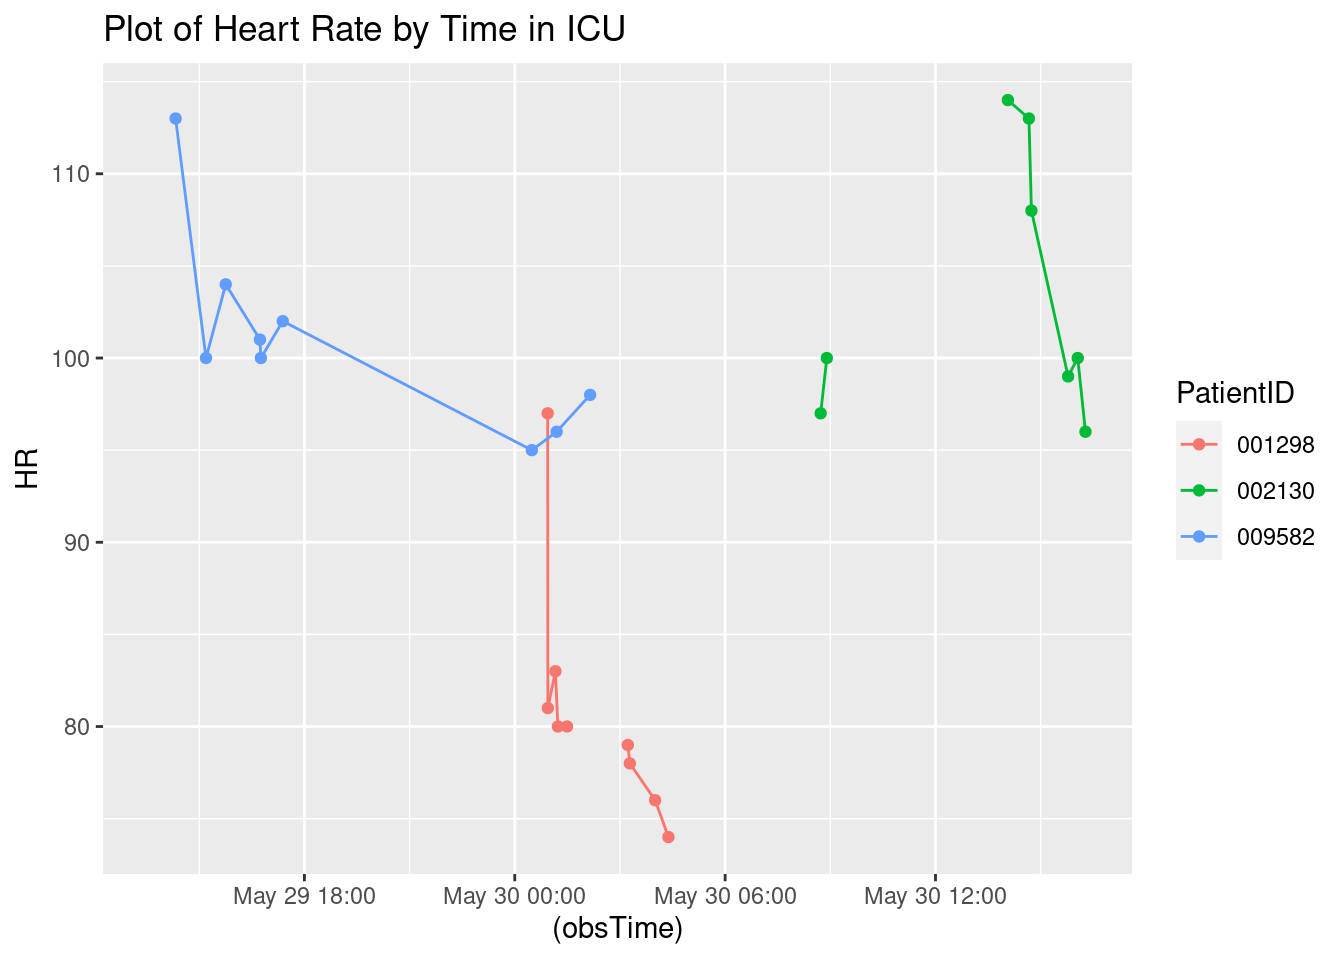 Plot of Heart Rate by Time in ICU
HR
110
100
90
80
May 29 18:00
May 30 00:00
May 30 06:00
May 30 12:00
(obsTime)
PatientID
001298
002130
009582